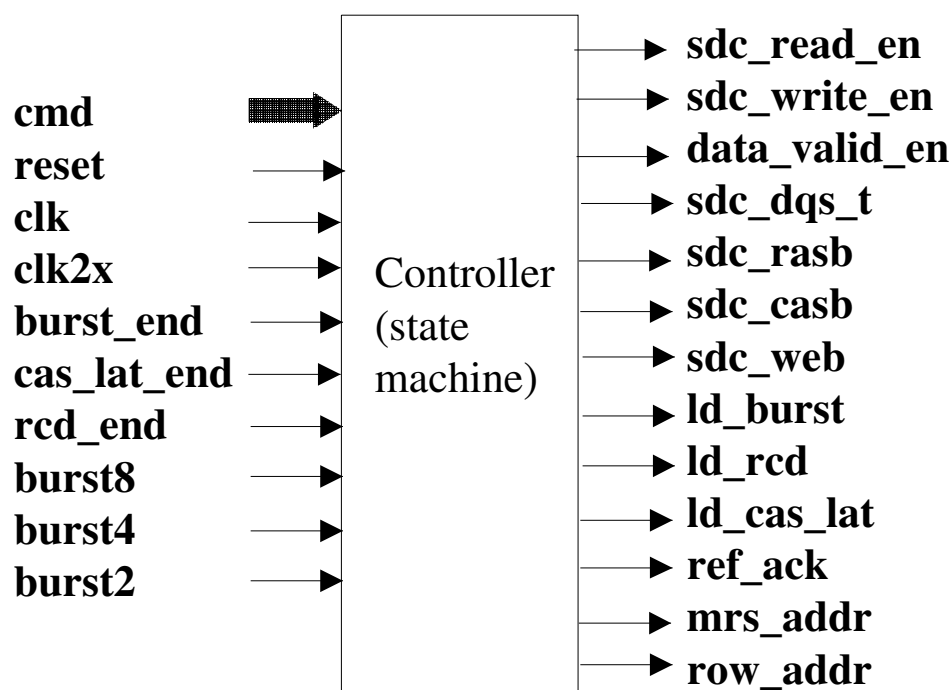 cmd
reset
clk
clk2x
burst_end
cas_lat_end
rcd_end
burst8
burst4
burst2
Controller
(state
machine)
sdc_read_en
sdc_write_en
data_valid_en
sdc_dqs_t
sdc_rasb
sdc_casb
sdc_web
ld_burst
ld_rcd
ld_cas_lat
ref_ack
mrs_addr
row_addr